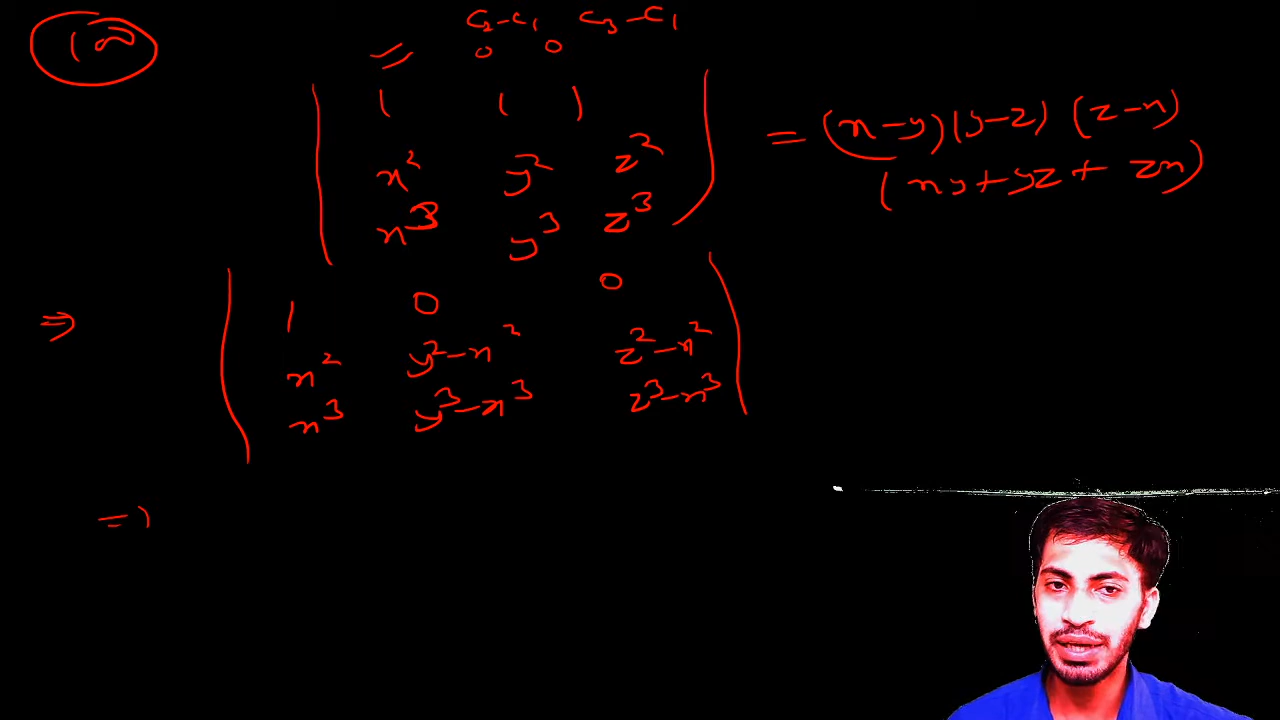 10
C₂-C₁ C₃-C₁
= 0 0
| 1 1 1 |
| x² y² z² | = (x-y)(y-z)(z-x)
| x³ y³ z³ | (xy+yz+zx)
⇒ | 1 0 0 |
| x² y²-x² z²-x² |
| x³ y³-x³ z³-x³ |
=)